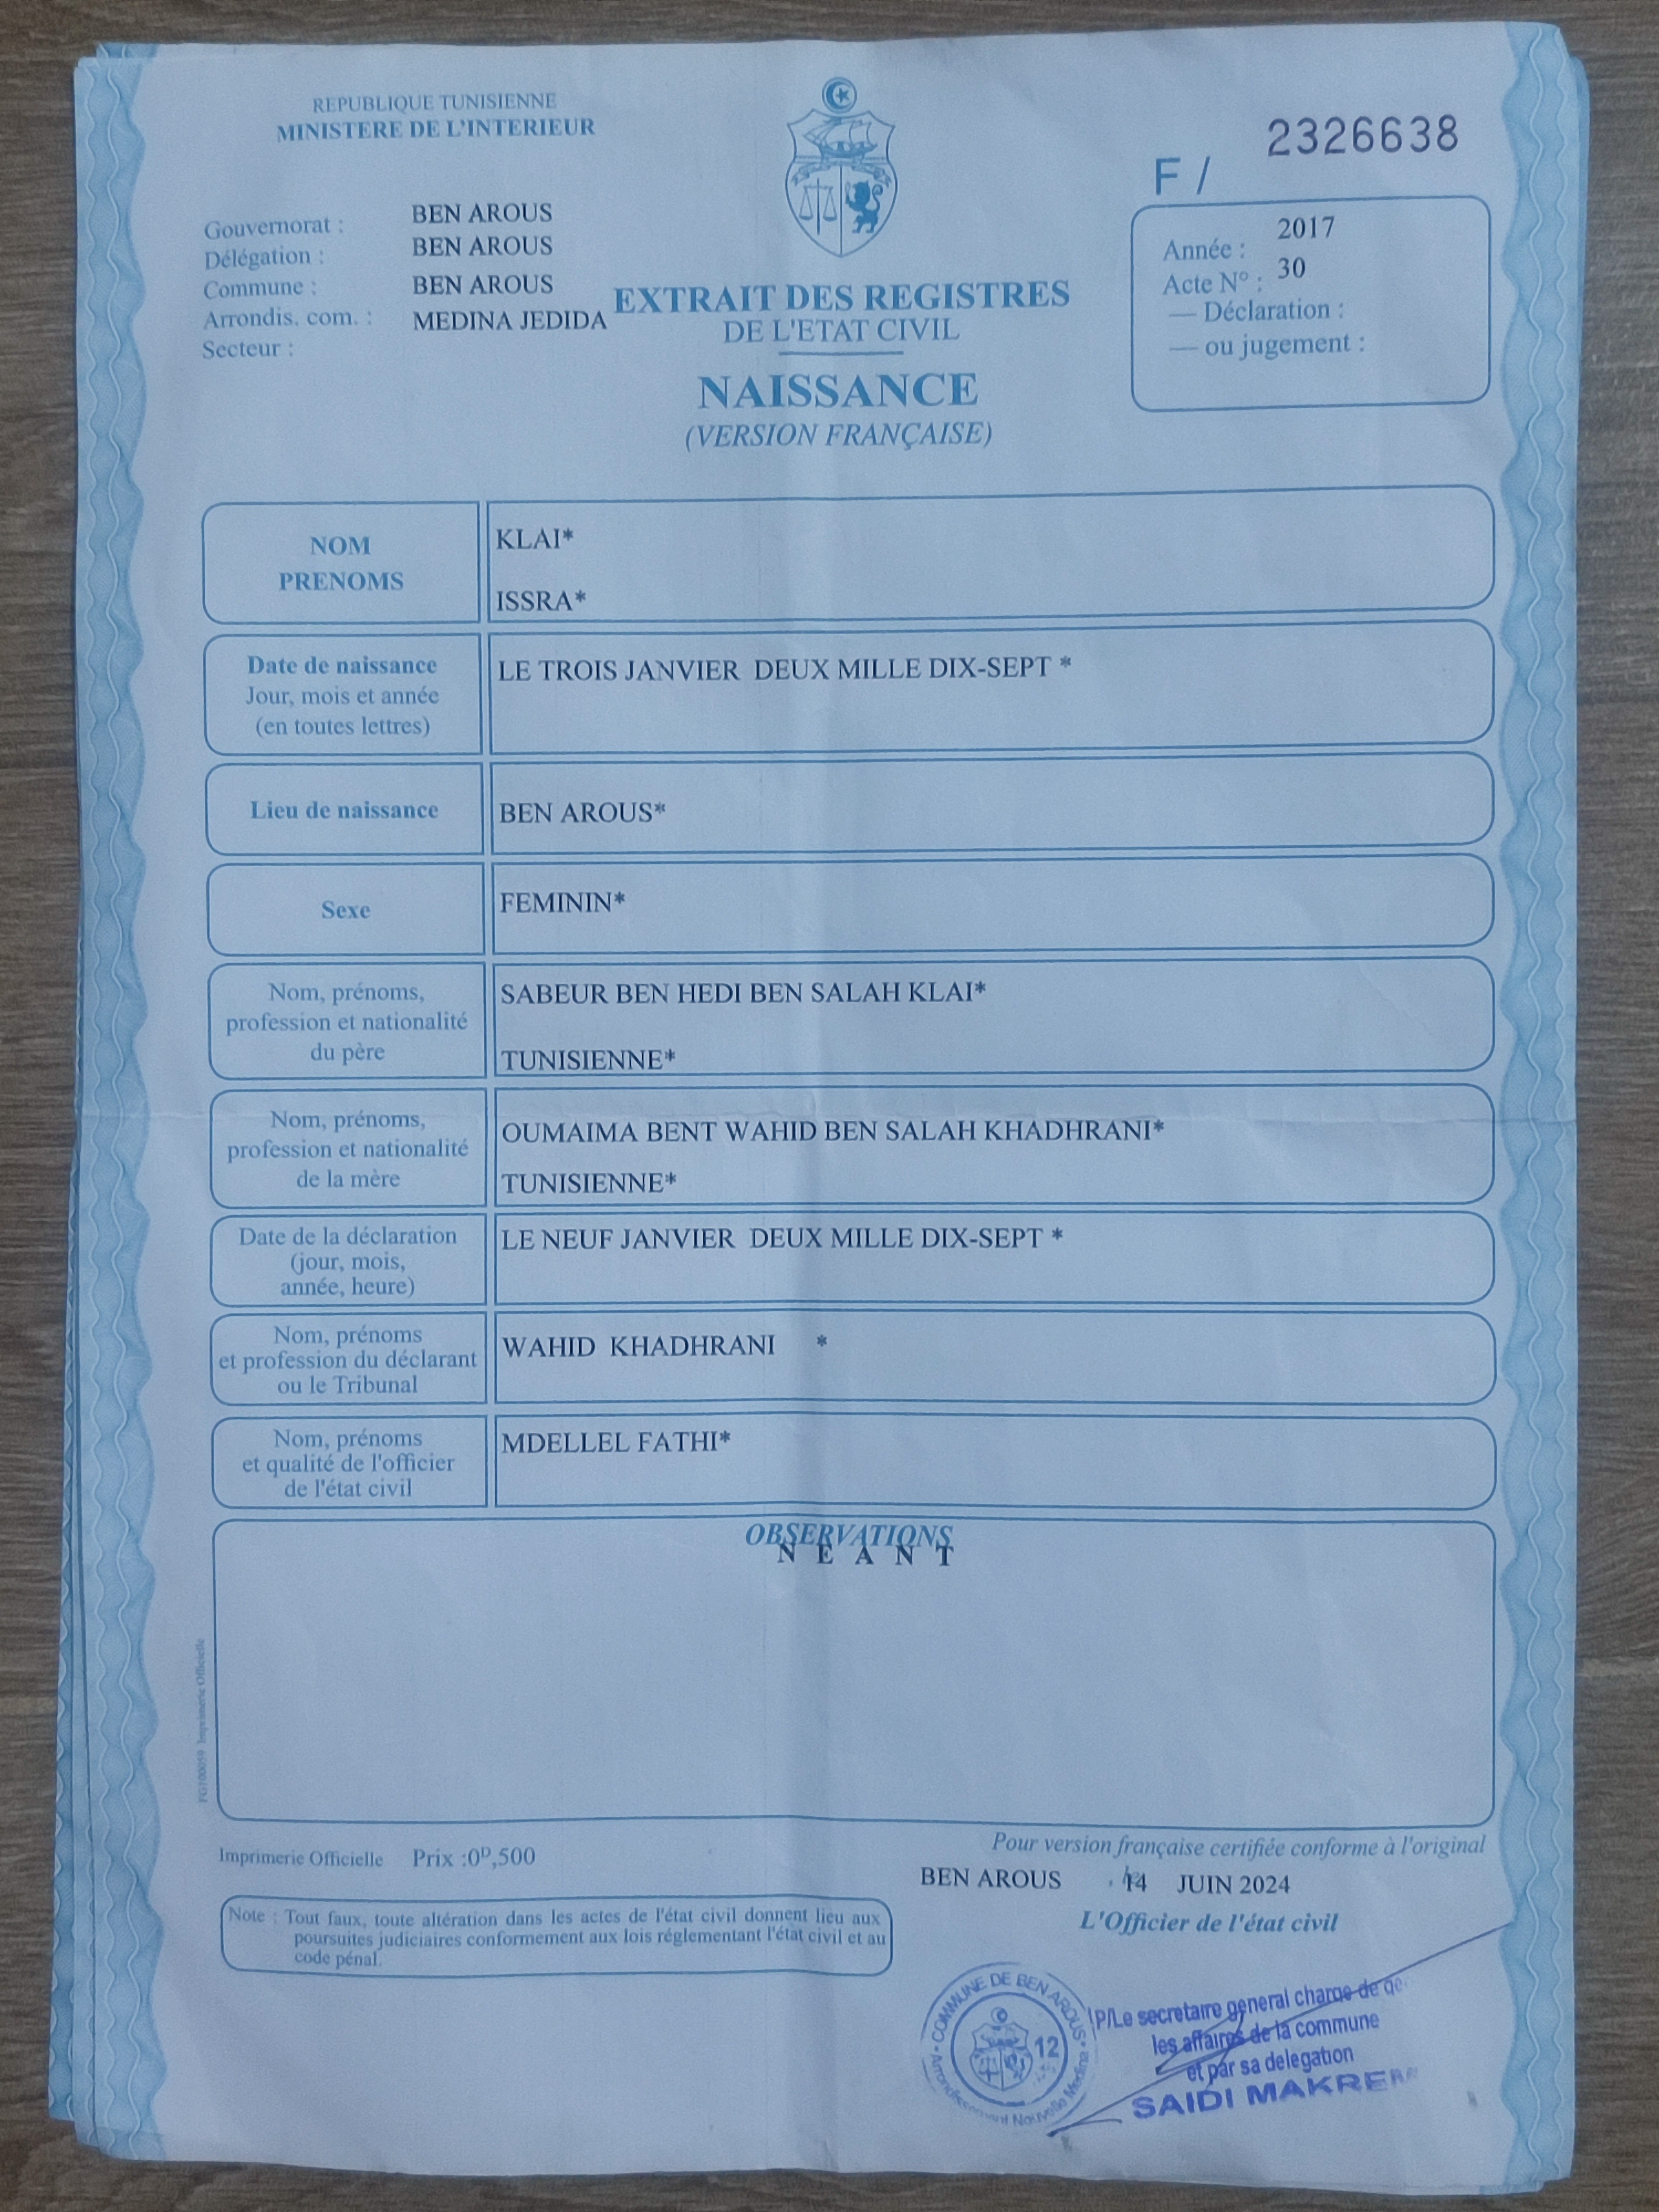 REPUBLIQUE TUNISIENNE
MINISTERE DE L'INTERIEUR
2326638
F /
Gouvernorat : BEN AROUS
Délégation : BEN AROUS
Commune : BEN AROUS
Arrondis. com. : MEDINA JEDIDA
Secteur :
EXTRAIT DES REGISTRES
DE L'ETAT CIVIL
NAISSANCE
(VERSION FRANÇAISE)
Année : 2017
Acte N° : 30
— Déclaration :
— ou jugement :
NOM
PRENOMS
KLAI*
ISSRA*
Date de naissance
Jour, mois et année
(en toutes lettres)
LE TROIS JANVIER DEUX MILLE DIX-SEPT *
Lieu de naissance
BEN AROUS*
Sexe
FEMININ*
Nom, prénoms,
profession et nationalité
du père
SABEUR BEN HEDI BEN SALAH KLAI*
TUNISIENNE*
Nom, prénoms,
profession et nationalité
de la mère
OUMAIMA BENT WAHID BEN SALAH KHADHRANI*
TUNISIENNE*
Date de la déclaration
(jour, mois,
année, heure)
LE NEUF JANVIER DEUX MILLE DIX-SEPT *
Nom, prénoms
et profession du déclarant
ou le Tribunal
WAHID KHADHRANI *
Nom, prénoms
et qualité de l'officier
de l'état civil
MDELLEL FATHI*
OBSERVATIONS
N E A N T
FG100059 Imprimerie Officielle
Imprimerie Officielle Prix :0D,500
Note : Tout faux, toute altération dans les actes de l'état civil donnent lieu aux
poursuites judiciaires conformement aux lois réglementant l'état civil et au
code pénal.
Pour version française certifiée conforme à l'original
BEN AROUS 14 JUIN 2024
L'Officier de l'état civil
COMMUNE DE BEN AROUS
12
Arrondissement Nouvelle Medina
P/Le secretaire general charge de
les affaires de la commune
et par sa delegation
SAIDI MAKREM